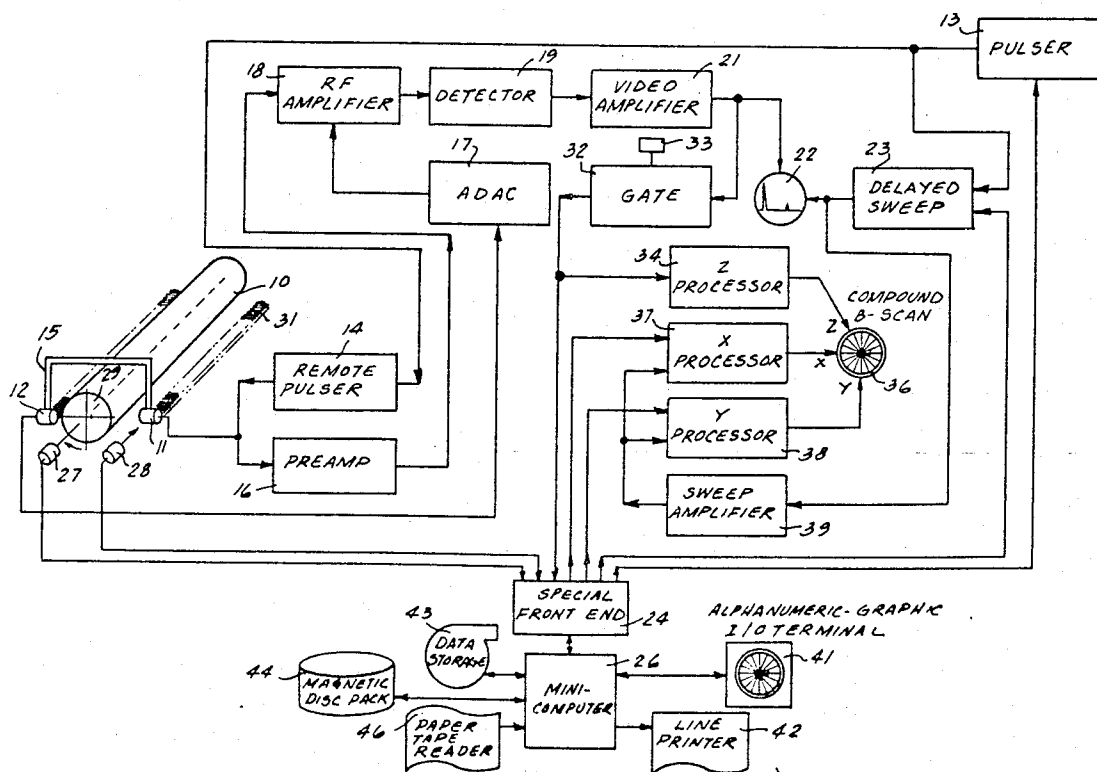 13
PULSER
18
RF
AMPLIFIER
19
DETECTOR
21
VIDEO
AMPLIFIER
33
17
ADAC
32
GATE
22
23
DELAYED
SWEEP
34
Z
PROCESSOR
COMPOUND
B-SCAN
Z
X
Y
36
37
X
PROCESSOR
Y
PROCESSOR
38
SWEEP
AMPLIFIER
39
10
31
15
29
12
11
27
28
14
REMOTE
PULSER
PREAMP
16
SPECIAL
FRONT END
24
43
DATA
STORAGE
ALPHANUMERIC-GRAPHIC
I/O TERMINAL
41
44
MAGNETIC
DISC PACK
26
MINI-
COMPUTER
46
PAPER
TAPE
READER
LINE
PRINTER
42